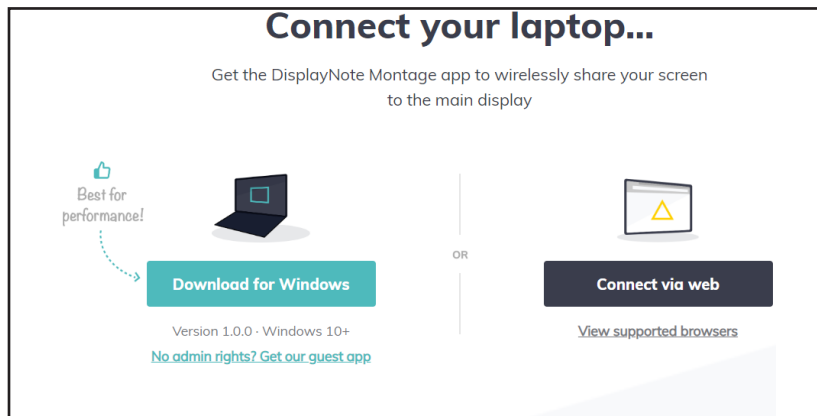 Connect your laptop...
Get the DisplayNote Montage app to wirelessly share your screen
to the main display
Best for
performance!
Download for Windows
Version 1.0.0 · Windows 10+
No admin rights? Get our guest app
OR
Connect via web
View supported browsers